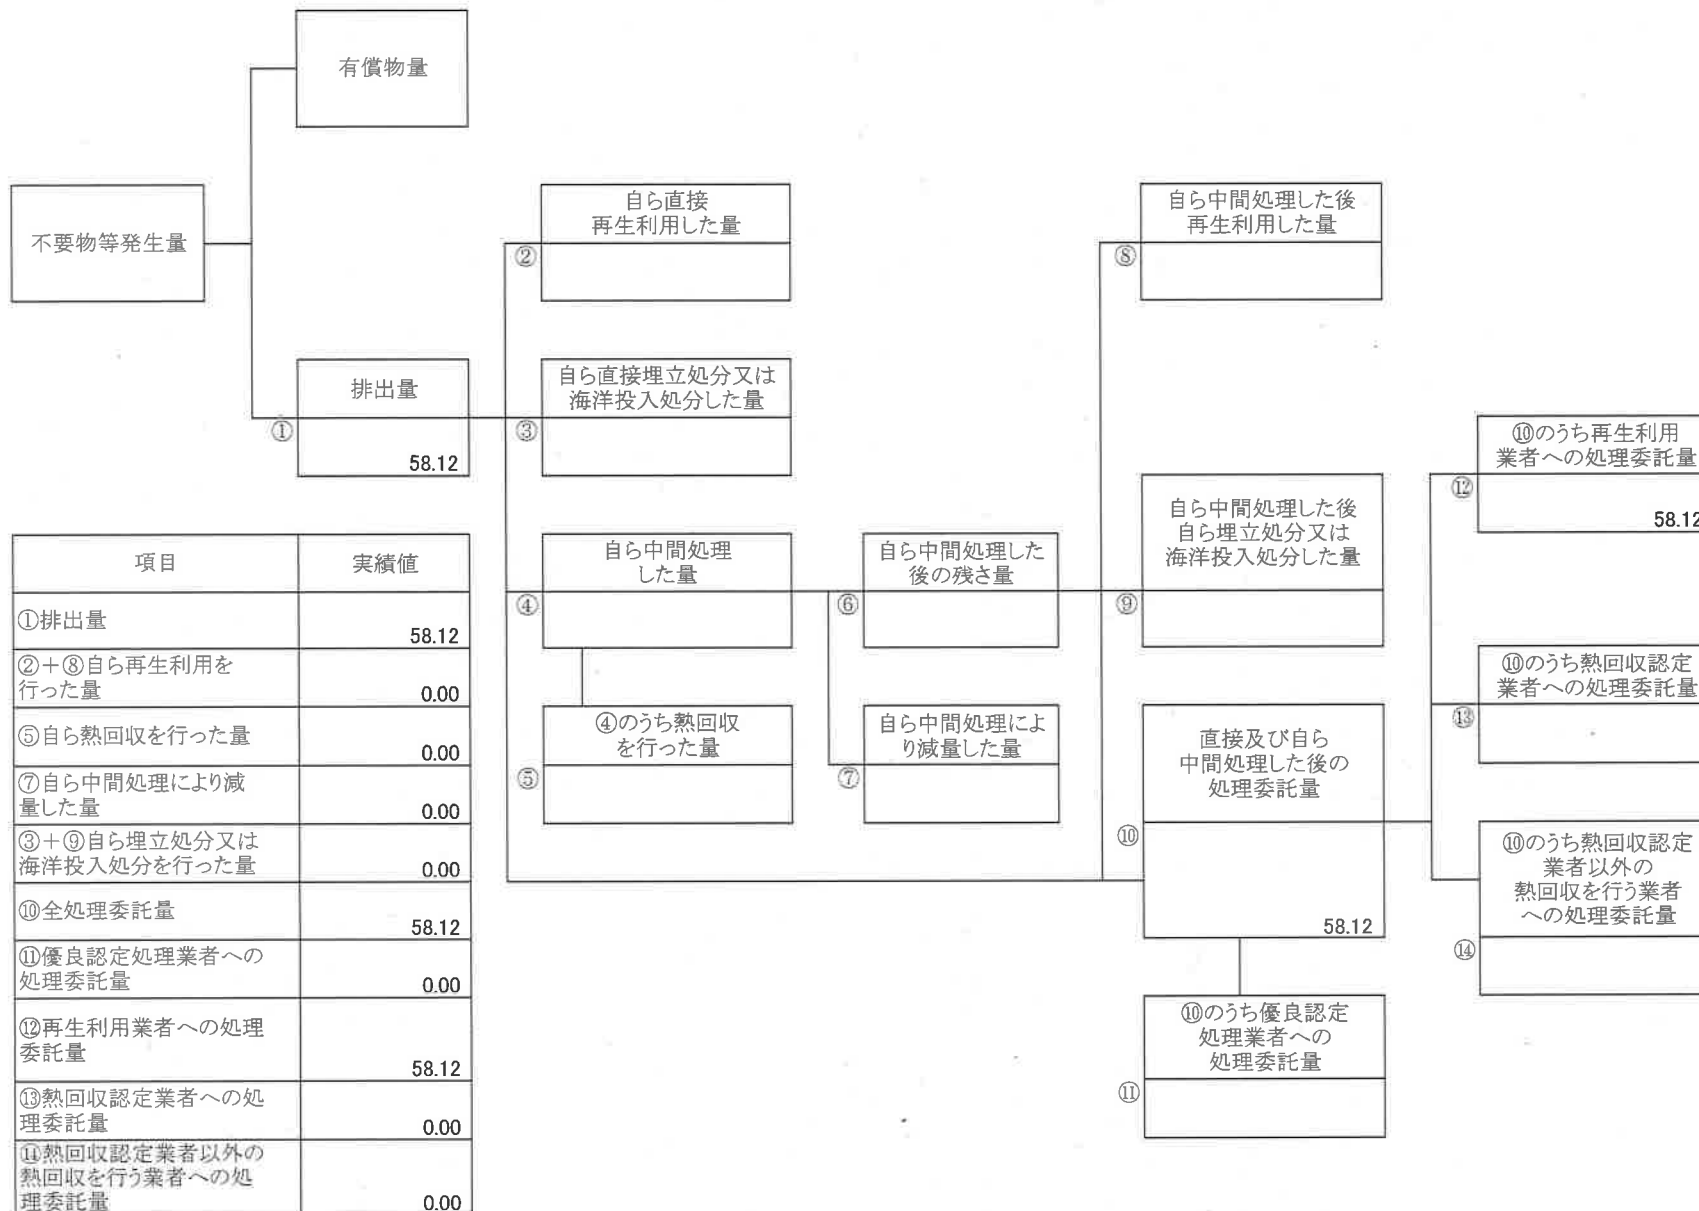 有償物量
不要物等発生量
排出量
①
58.12
自ら直接
再生利用した量
②
自ら直接埋立処分又は
海洋投入処分した量
③
自ら中間処理
した量
④
④のうち熱回収
を行った量
⑤
自ら中間処理した
後の残さ量
⑥
自ら中間処理によ
り減量した量
⑦
自ら中間処理した後
再生利用した量
⑧
自ら中間処理した後
自ら埋立処分又は
海洋投入処分した量
⑨
直接及び自ら
中間処理した後の
処理委託量
⑩
58.12
⑩のうち優良認定
処理業者への
処理委託量
⑪
⑩のうち再生利用
業者への処理委託量
⑫
58.12
⑩のうち熱回収認定
業者への処理委託量
⑬
⑩のうち熱回収認定
業者以外の
熱回収を行う業者
への処理委託量
⑭
項目 実績値
①排出量 58.12
②+⑧自ら再生利用を
行った量 0.00
⑤自ら熱回収を行った量 0.00
⑦自ら中間処理により減
量した量 0.00
③+⑨自ら埋立処分又は
海洋投入処分を行った量 0.00
⑩全処理委託量 58.12
⑪優良認定処理業者への
処理委託量 0.00
⑫再生利用業者への処理
委託量 58.12
⑬熱回収認定業者への処
理委託量 0.00
⑭熱回収認定業者以外の
熱回収を行う業者への処
理委託量 0.00